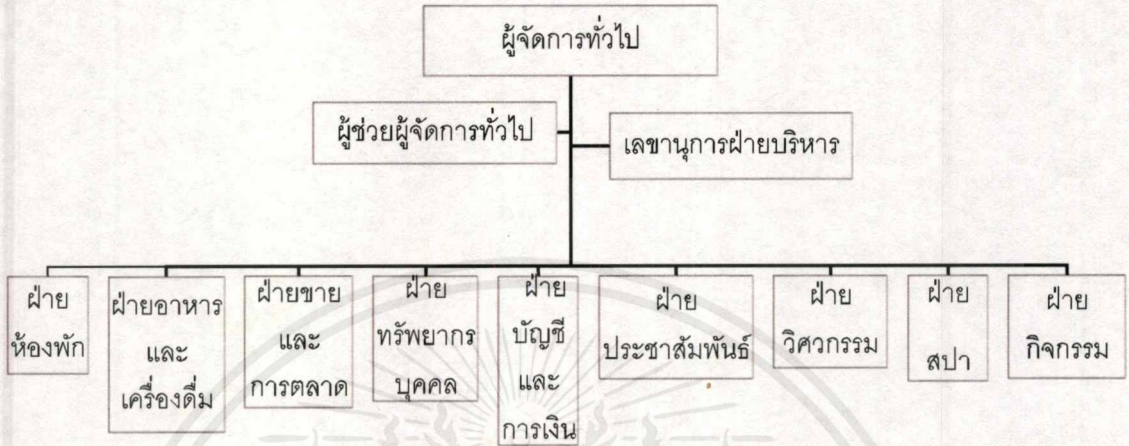 ผู้จัดการทั่วไป
ผู้ช่วยผู้จัดการทั่วไป
เลขานุการฝ่ายบริหาร
ฝ่าย
ห้องพัก
ฝ่ายอาหาร
และ
เครื่องดื่ม
ฝ่ายขาย
และ
การตลาด
ฝ่าย
ทรัพยากร
บุคคล
ฝ่าย
บัญชี
และ
การเงิน
ฝ่าย
ประชาสัมพันธ์
ฝ่าย
วิศวกรรม
ฝ่าย
สปา
ฝ่าย
กิจกรรม